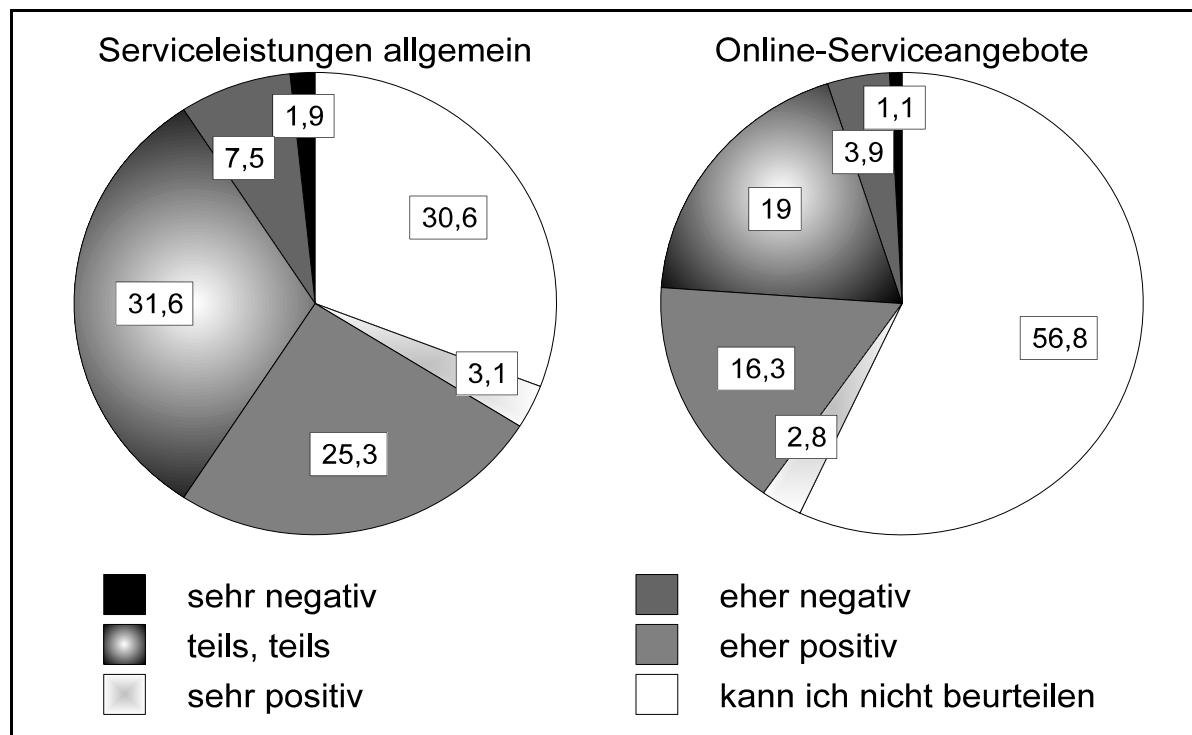 Serviceleistungen allgemein
1,9
7,5
30,6
31,6
3,1
25,3
Online-Serviceangebote
1,1
3,9
19
56,8
16,3
2,8
sehr negativ
eher negativ
teils, teils
eher positiv
sehr positiv
kann ich nicht beurteilen